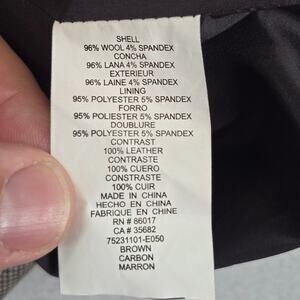 SHELL
96% WOOL 4% SPANDEX
CONCHA
96% LANA 4% SPANDEX
EXTERIEUR
96% LAINE 4% SPANDEX
LINING
95% POLYESTER 5% SPANDEX
FORRO
95% POLIESTER 5% SPANDEX
DOUBLURE
95% POLYESTER 5% SPANDEX
CONTRAST
100% LEATHER
CONTRASTE
100% CUERO
CONSTRASTE
100% CUIR
MADE IN CHINA
HECHO EN CHINA
FABRIQUE EN CHINE
RN # 86017
CA # 35682
75231101-E050
BROWN
CARBON
MARRON